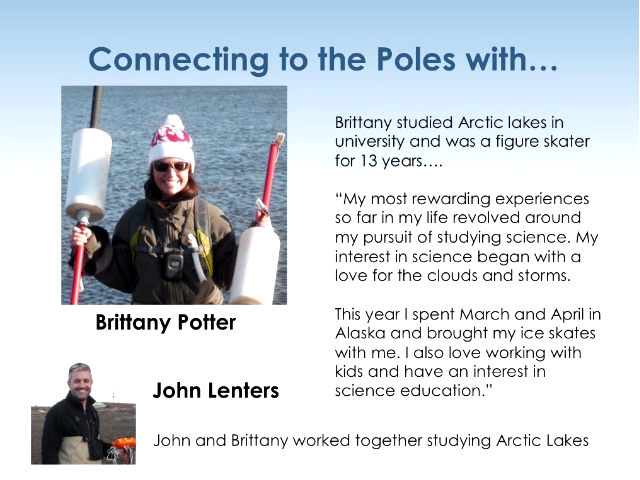 Connecting to the Poles with…
Brittany studied Arctic lakes in
university and was a figure skater
for 13 years….
“My most rewarding experiences
so far in my life revolved around
my pursuit of studying science. My
interest in science began with a
love for the clouds and storms.
This year I spent March and April in
Alaska and brought my ice skates
with me. I also love working with
kids and have an interest in
science education.”
Brittany Potter
John Lenters
John and Brittany worked together studying Arctic Lakes